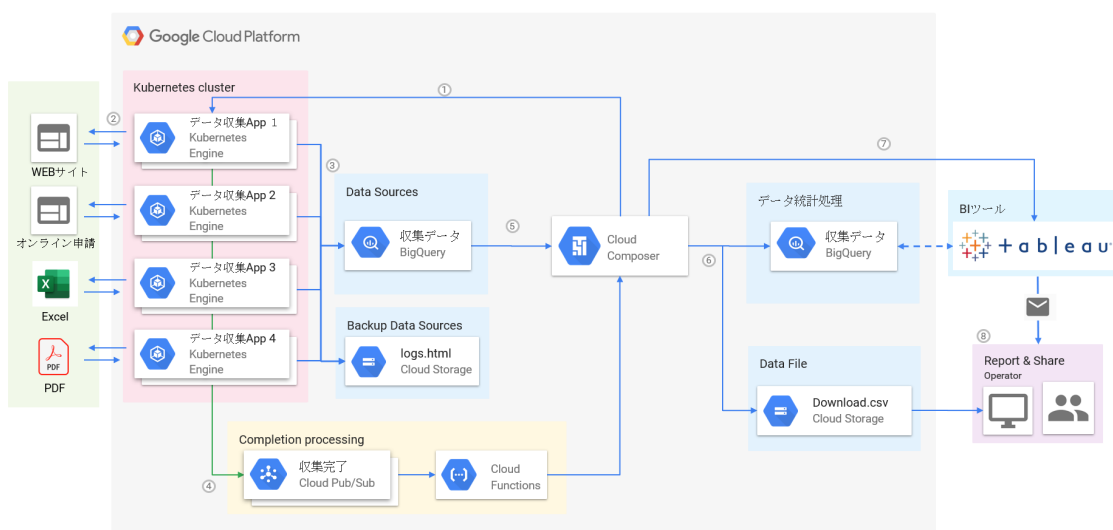 Google Cloud Platform
Kubernetes cluster
①
②
WEBサイト
オンライン申請
Excel
PDF
PDF
データ収集App 1
Kubernetes
Engine
データ収集App 2
Kubernetes
Engine
データ収集App 3
Kubernetes
Engine
データ収集App 4
Kubernetes
Engine
③
Data Sources
収集データ
BigQuery
Backup Data Sources
logs.html
Cloud Storage
Completion processing
④
収集完了
Cloud Pub/Sub
Cloud
Functions
⑤
Cloud
Composer
⑥
⑦
データ統計処理
収集データ
BigQuery
Data File
Download.csv
Cloud Storage
BIツール
+ableau
⑧
Report & Share
Operator